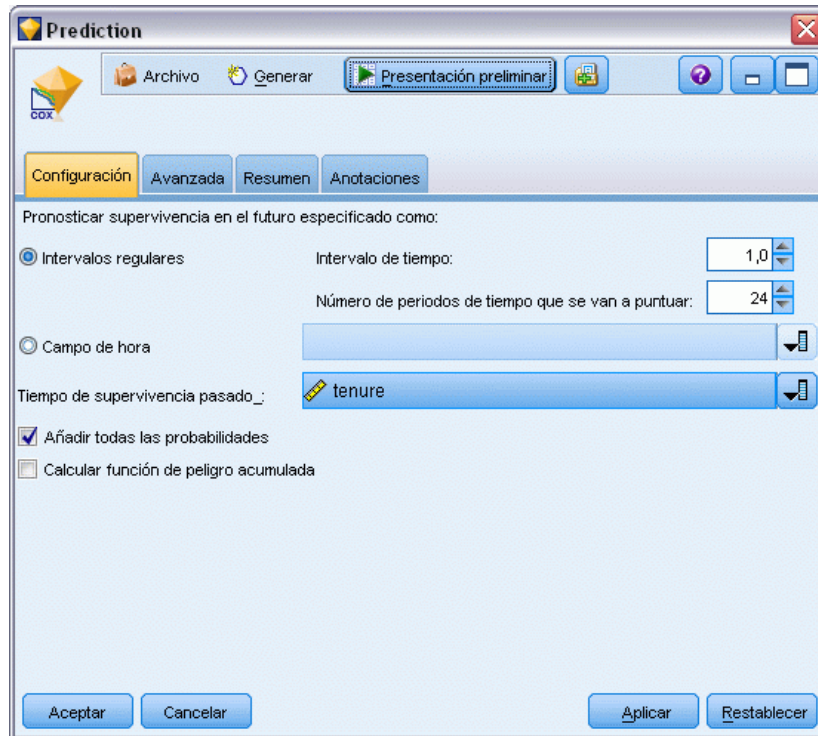 Prediction
Archivo Generar Presentación preliminar
COX
Configuración Avanzada Resumen Anotaciones
Pronosticar supervivencia en el futuro especificado como:
Intervalos regulares Intervalo de tiempo: 1,0
Número de periodos de tiempo que se van a puntuar: 24
Campo de hora
Tiempo de supervivencia pasado_: tenure
Añadir todas las probabilidades
Calcular función de peligro acumulada
Aceptar Cancelar Aplicar Restablecer